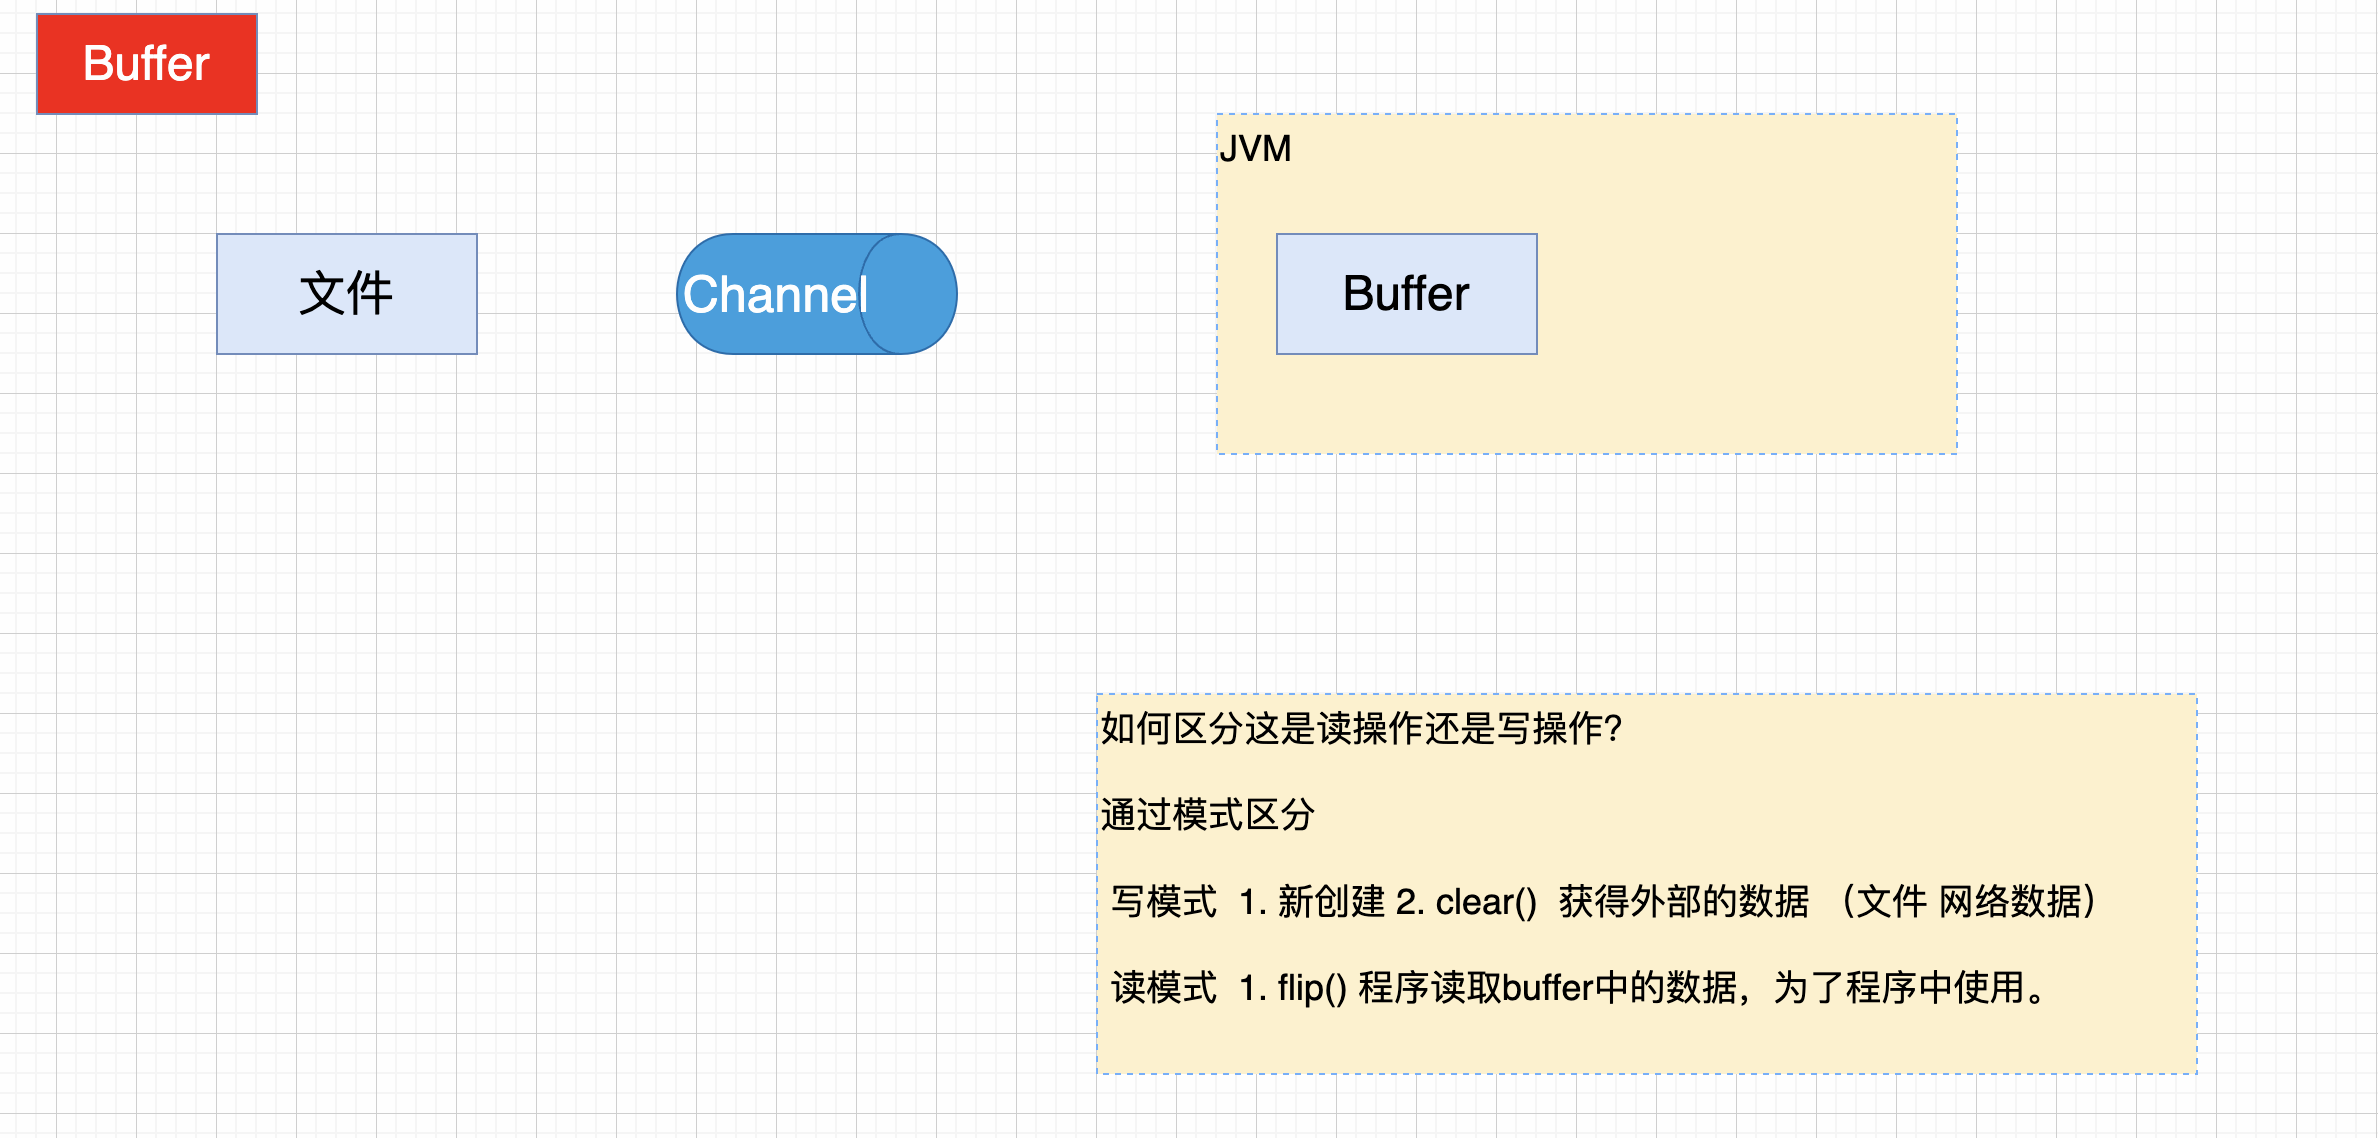 Buffer
JVM
文件
Channel
Buffer
如何区分这是读操作还是写操作?
通过模式区分
写模式 1. 新创建 2. clear() 获得外部的数据 （文件 网络数据）
读模式 1. flip() 程序读取buffer中的数据，为了程序中使用。